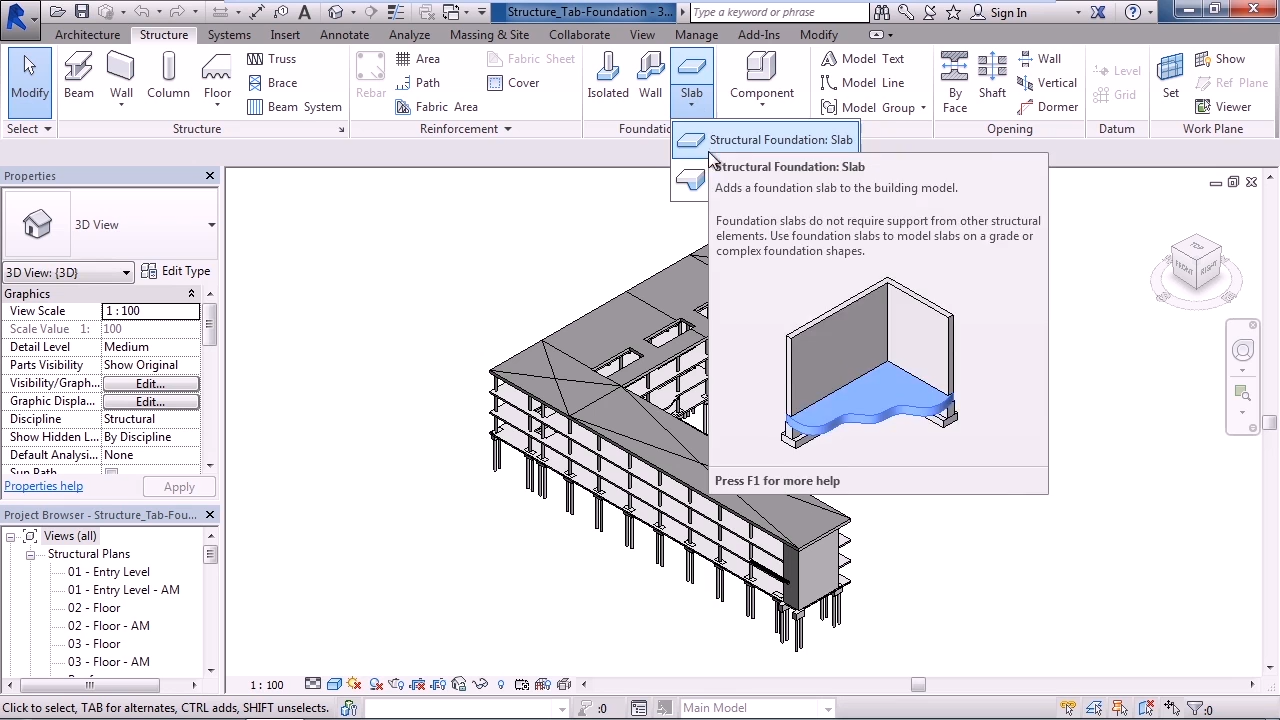 Structure_Tab-Foundation - 3...
Type a keyword or phrase
Sign In
Architecture Structure Systems Insert Annotate Analyze Massing & Site Collaborate View Manage Add-Ins Modify
Modify Beam Wall Column Floor Truss
Brace
Beam System
Rebar Area
Path
Fabric Area
Fabric Sheet
Cover
Isolated Wall Slab Component
Model Text
Model Line
Model Group
By Face Shaft Wall
Vertical
Dormer
Level
Grid
Set Show
Ref Plane
Viewer
Select Structure Reinforcement Foundatio Opening Datum Work Plane
Structural Foundation: Slab
Structural Foundation: Slab
Adds a foundation slab to the building model.
Foundation slabs do not require support from other structural
elements. Use foundation slabs to model slabs on a grade or
complex foundation shapes.
Press F1 for more help
FRONT RIGHT
Properties
3D View
3D View: {3D} Edit Type
Graphics
View Scale 1 : 100
Scale Value 1: 100
Detail Level Medium
Parts Visibility Show Original
Visibility/Graph... Edit...
Graphic Displa... Edit...
Discipline Structural
Show Hidden L... By Discipline
Default Analysi... None
Sun Path
Properties help Apply
Project Browser - Structure_Tab-Fou...
Views (all)
Structural Plans
01 - Entry Level
01 - Entry Level - AM
02 - Floor
02 - Floor - AM
03 - Floor
03 - Floor - AM
1 : 100
Click to select, TAB for alternates, CTRL adds, SHIFT unselects.
:0
Main Model
:0